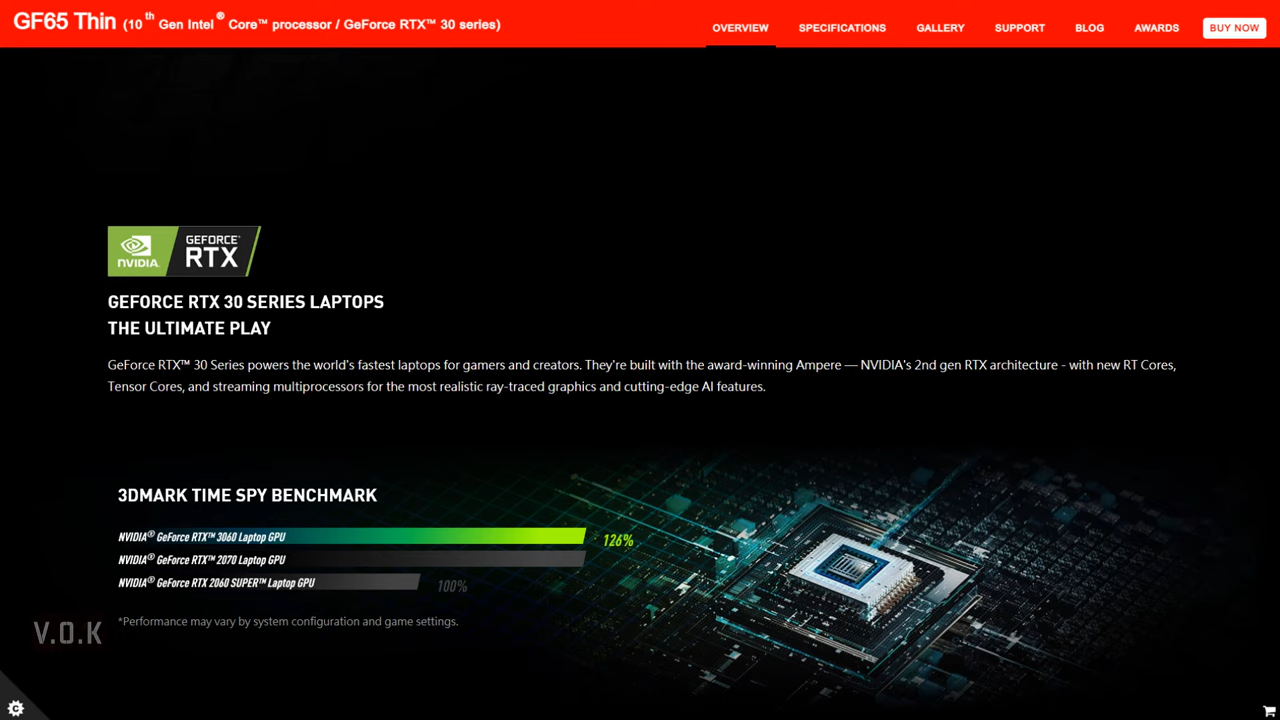 GF65 Thin (10th Gen Intel® Core™ processor / GeForce RTX™ 30 series)
OVERVIEW SPECIFICATIONS GALLERY SUPPORT BLOG AWARDS BUY NOW
NVIDIA. GEFORCE RTX
GEFORCE RTX 30 SERIES LAPTOPS
THE ULTIMATE PLAY
GeForce RTX™ 30 Series powers the world's fastest laptops for gamers and creators. They're built with the award-winning Ampere — NVIDIA's 2nd gen RTX architecture - with new RT Cores,
Tensor Cores, and streaming multiprocessors for the most realistic ray-traced graphics and cutting-edge AI features.
3DMARK TIME SPY BENCHMARK
NVIDIA® GeForce RTX™ 3060 Laptop GPU 126%
NVIDIA® GeForce RTX™ 2070 Laptop GPU
NVIDIA® GeForce RTX 2060 SUPER™ Laptop GPU 100%
*Performance may vary by system configuration and game settings.
V.O.K